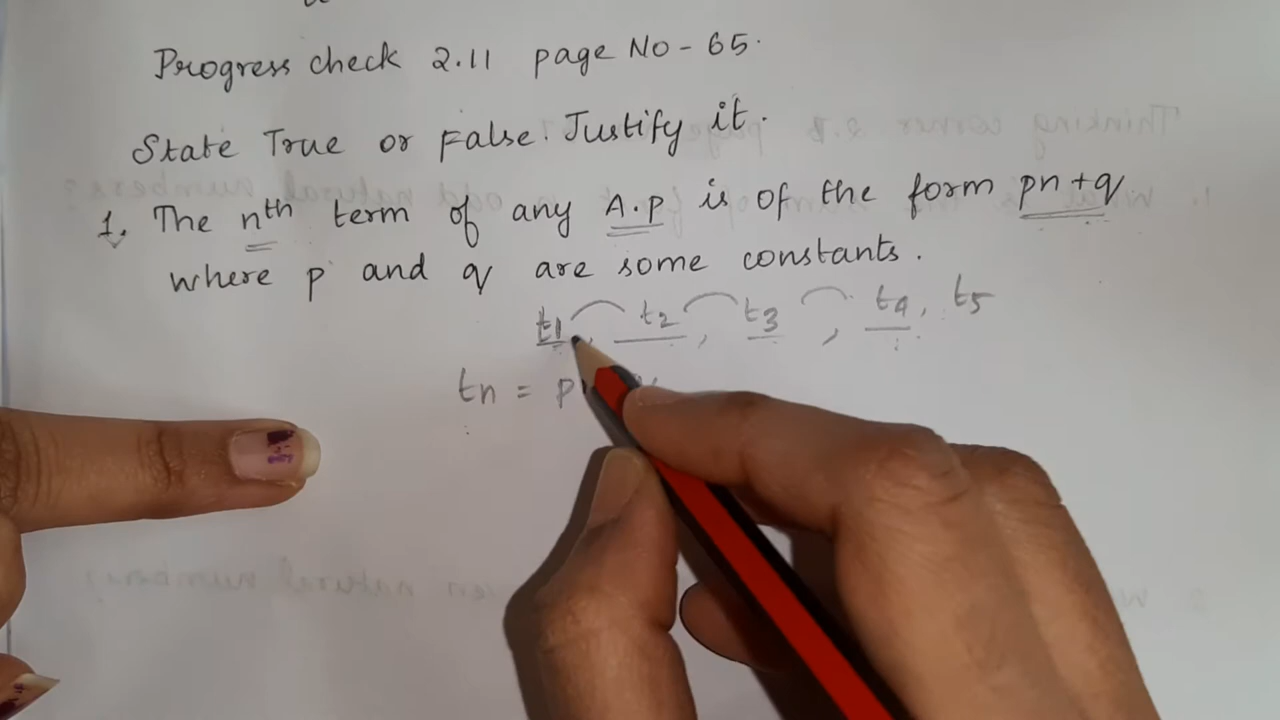 Progress check 2.11 page No - 65.
State True or False. Justify it.
1. The nth term of any A.P is of the form pn+q
where p and q are some constants.
t1, t2, t3, t4, t5
tn = p